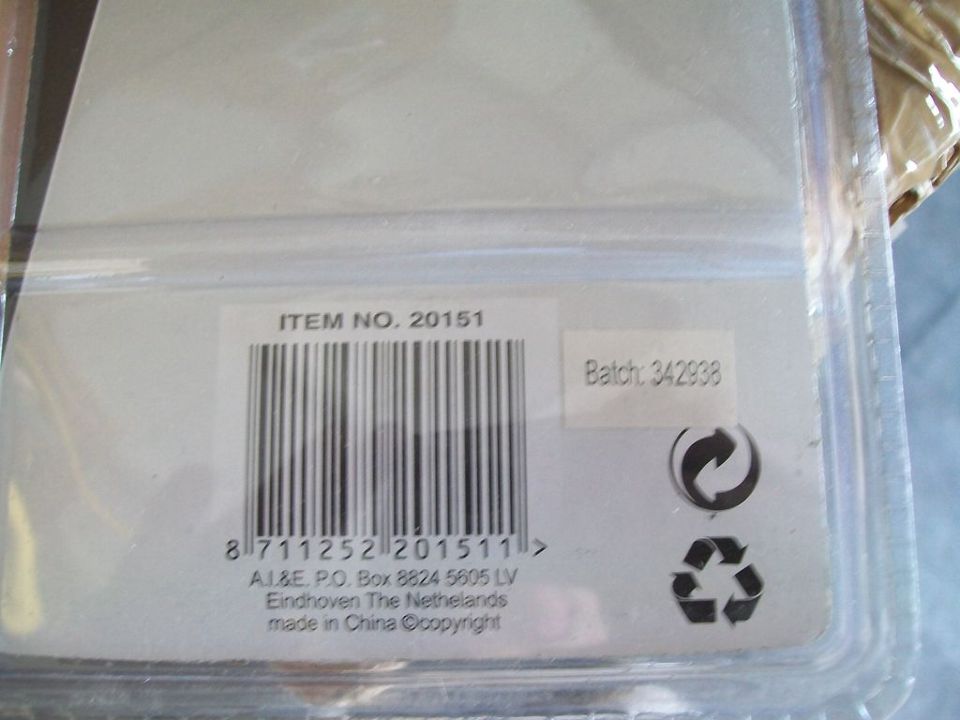 ITEM NO. 20151
Batch: 342938
8 711252 201511 >
A.I.&E. P.O. Box 8824 5605 LV
Eindhoven The Nethelands
made in China ©copyright